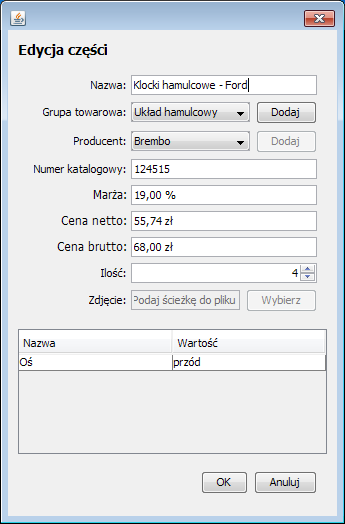 Edycja części
Nazwa: Klocki hamulcowe - Ford
Grupa towarowa: Układ hamulcowy Dodaj
Producent: Brembo Dodaj
Numer katalogowy: 124515
Marża: 19,00 %
Cena netto: 55,74 zł
Cena brutto: 68,00 zł
Ilość: 4
Zdjęcie: Podaj ścieżkę do pliku Wybierz
Nazwa Wartość
Oś przód
OK Anuluj